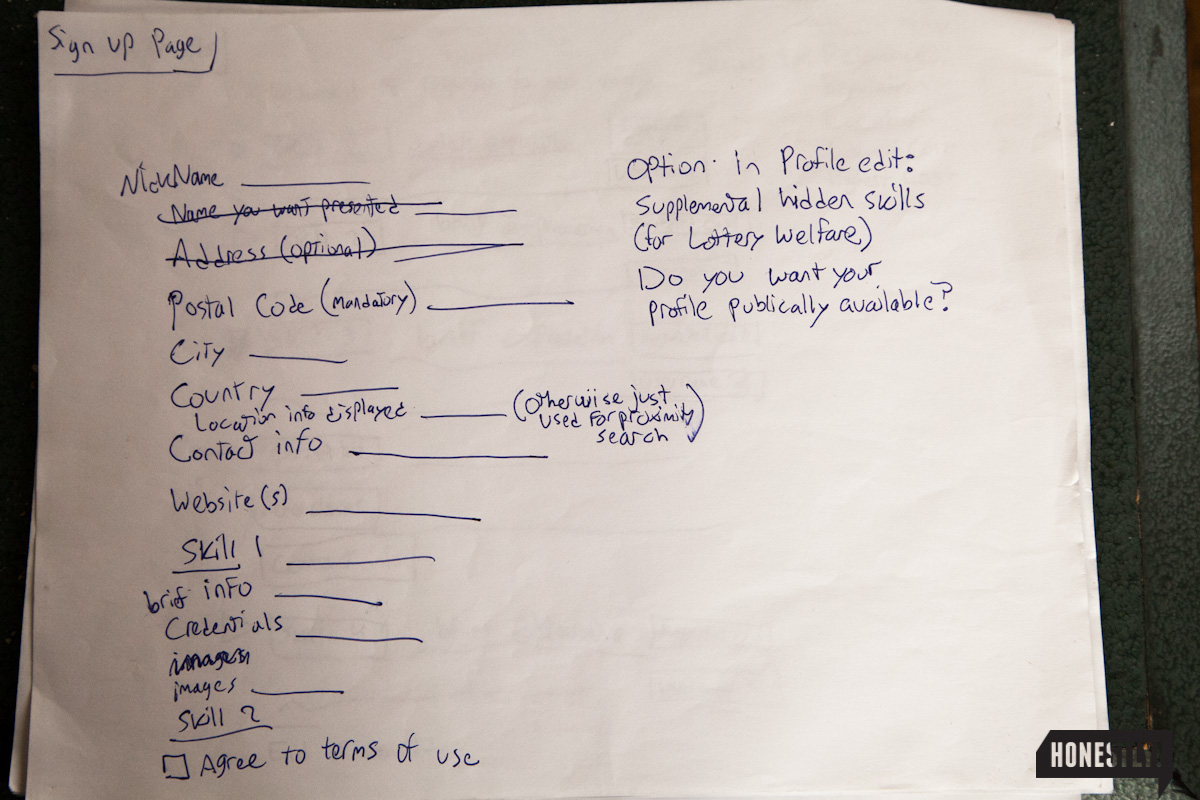 Sign up Page
NickName
Name you want presented
Address (optional)
Postal Code (mandatory)
City
Country
Location info displayed (Otherwiise just
used for proximity
search)
Contact info
Website(s)
Skill 1
brief info
Credentials
images
images
Skill 2
Agree to terms of use
Option in Profile edit:
Supplemental hidden skills
(for Lottery Welfare)
Do you want your
profile publically available?
HONESTLY!